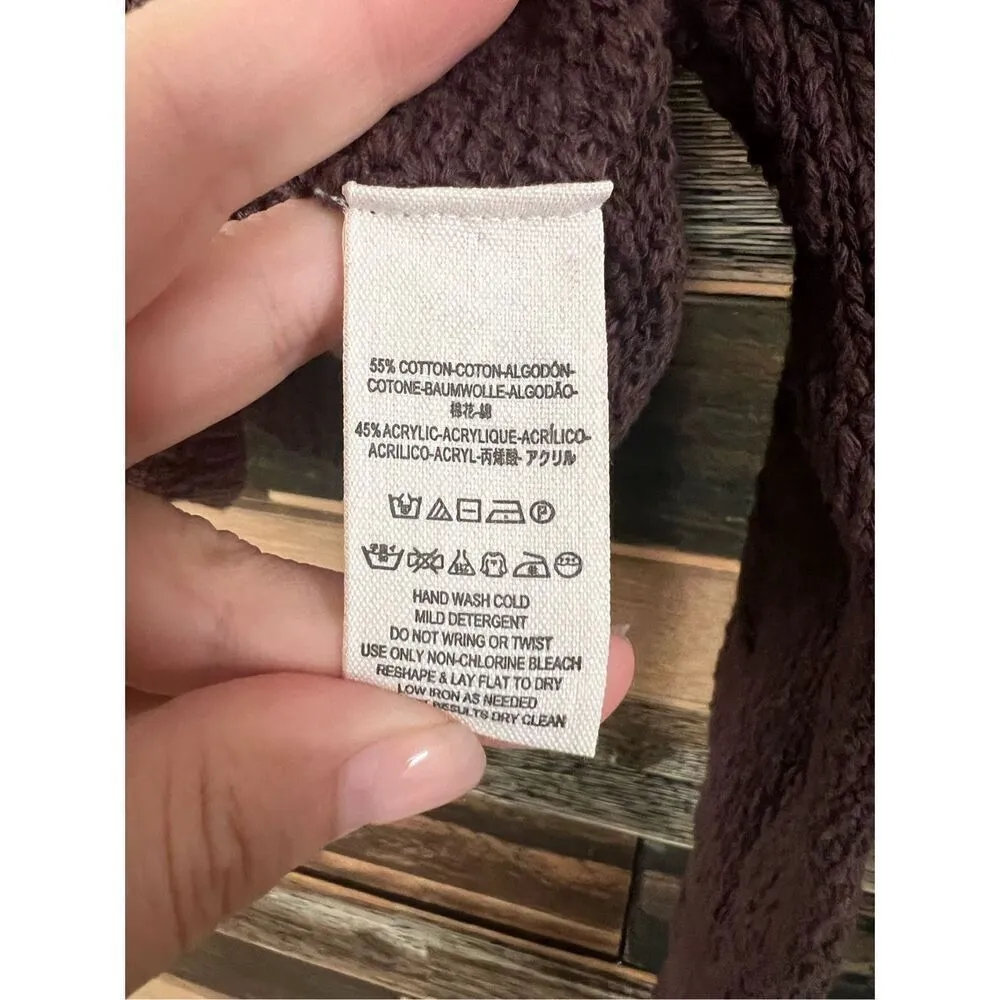 55% COTTON-COTON-ALGODÓN-
COTONE-BAUMWOLLE-ALGODÃO-
棉花-綿
45% ACRYLIC-ACRYLIQUE-ACRÍLICO-
ACRILICO-ACRYL-丙烯酸- アクリル
HAND WASH COLD
MILD DETERGENT
DO NOT WRING OR TWIST
USE ONLY NON-CHLORINE BLEACH
RESHAPE & LAY FLAT TO DRY
LOW IRON AS NEEDED
RESULTS DRY CLEAN